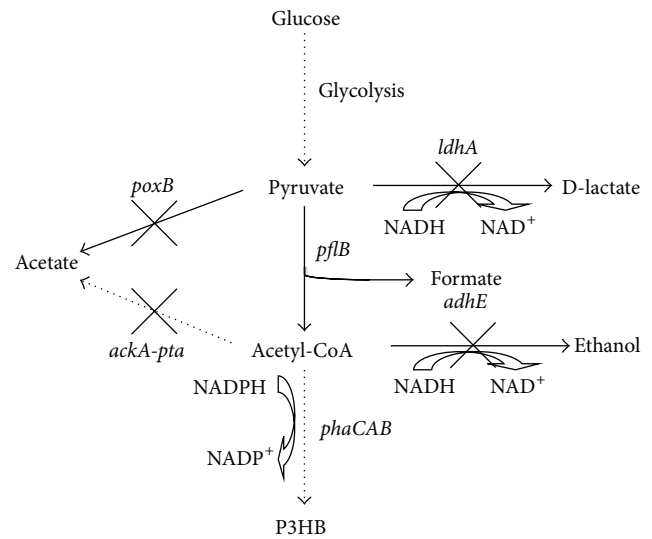 Glucose
Glycolysis
ldhA
poxB
Pyruvate
D-lactate
NADH
NAD+
pflB
Acetate
Formate
adhE
ackA-pta
Acetyl-CoA
Ethanol
NADPH
NADH
NAD+
phaCAB
NADP+
P3HB